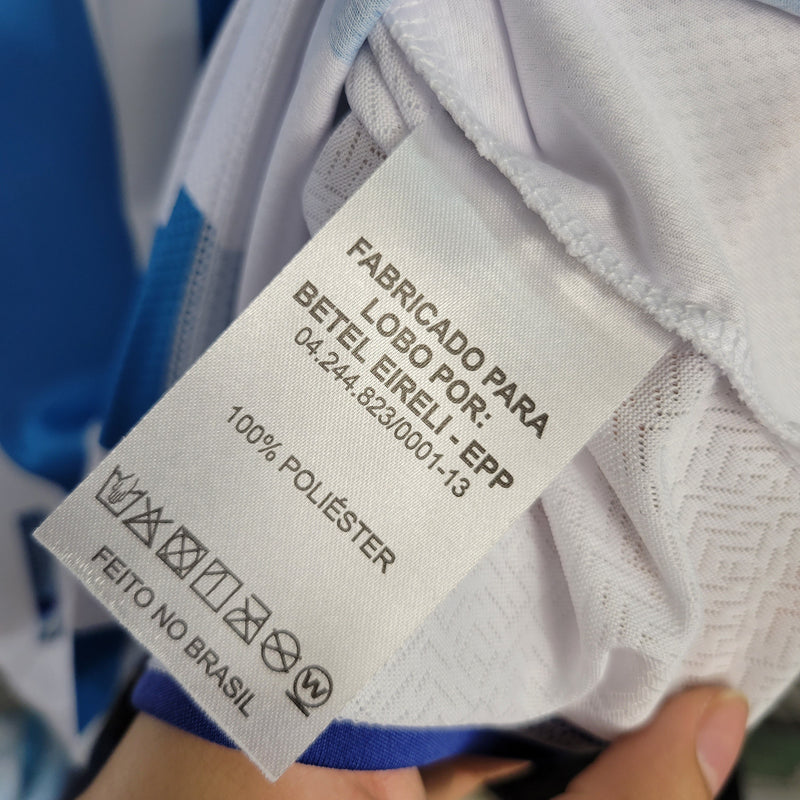 FABRICADO PARA
LOBO POR:
BETEL EIRELI - EPP
04.244.823/0001-13
100% POLIÉSTER
W
FEITO NO BRASIL